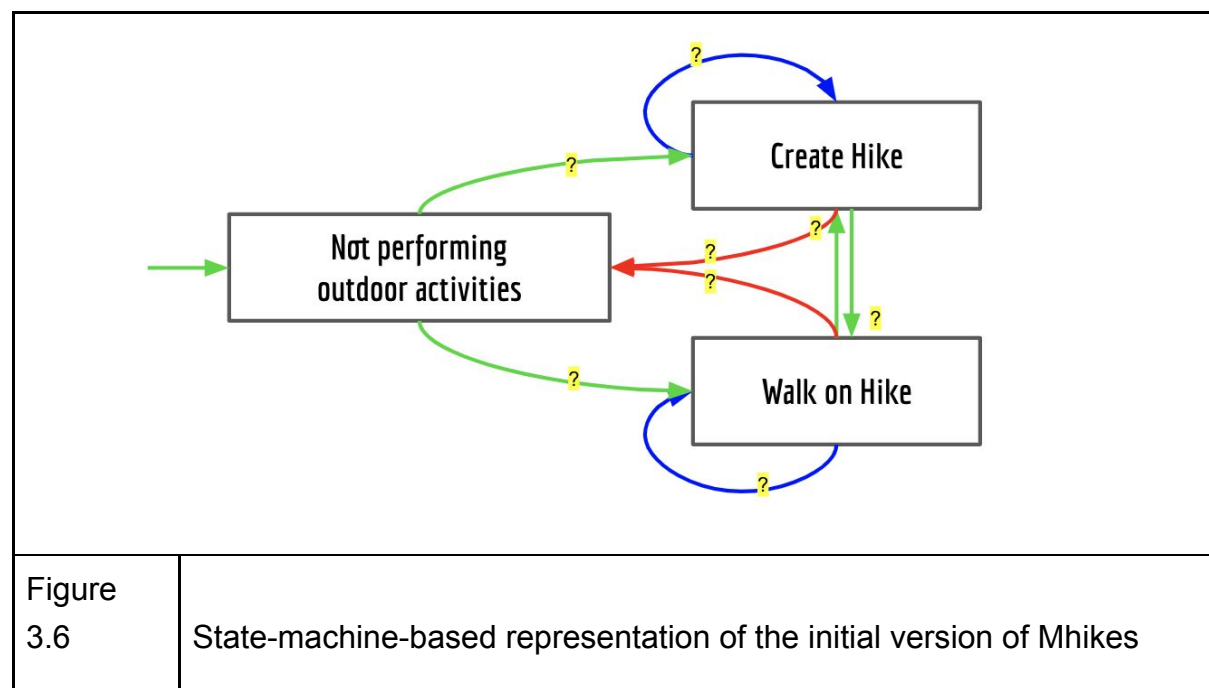 ?
Create Hike
?
?
?
Not performing
outdoor activities
?
?
?
Walk on Hike
?
Figure
3.6
State-machine-based representation of the initial version of Mhikes